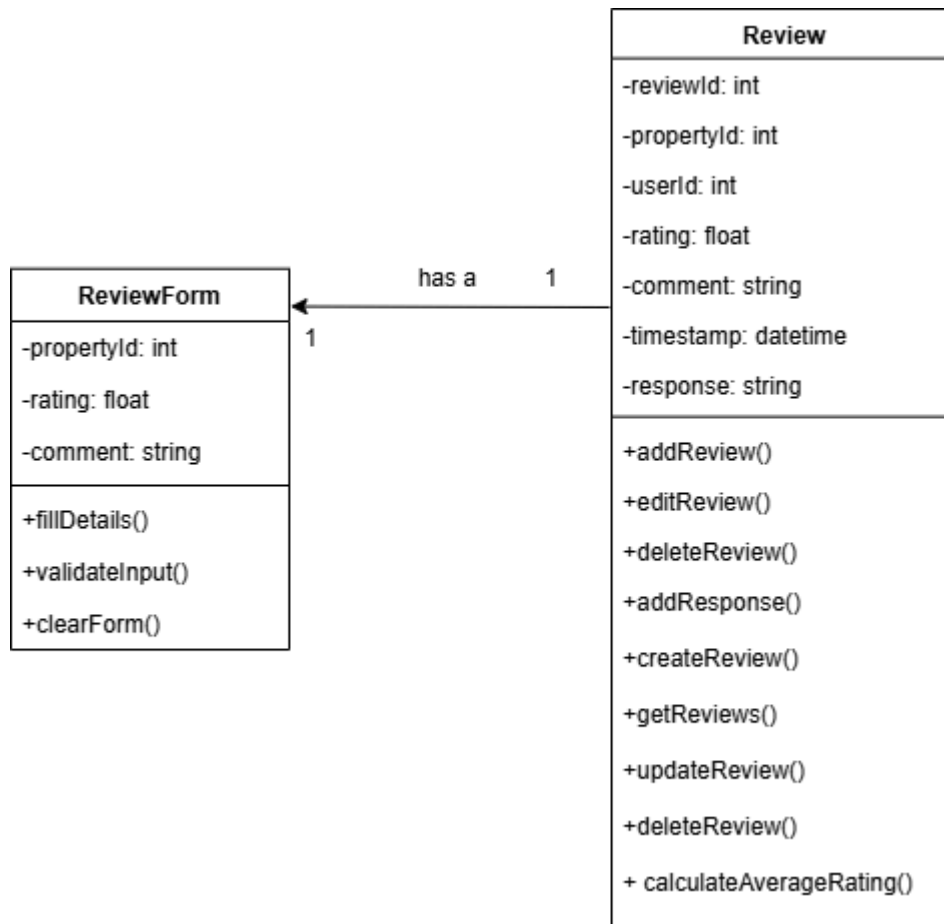 Review
-reviewId: int
-propertyId: int
-userId: int
-rating: float
-comment: string
-timestamp: datetime
-response: string
+addReview()
+editReview()
+deleteReview()
+addResponse()
+createReview()
+getReviews()
+updateReview()
+deleteReview()
+ calculateAverageRating()
has a
1
1
ReviewForm
-propertyId: int
-rating: float
-comment: string
+fillDetails()
+validateInput()
+clearForm()